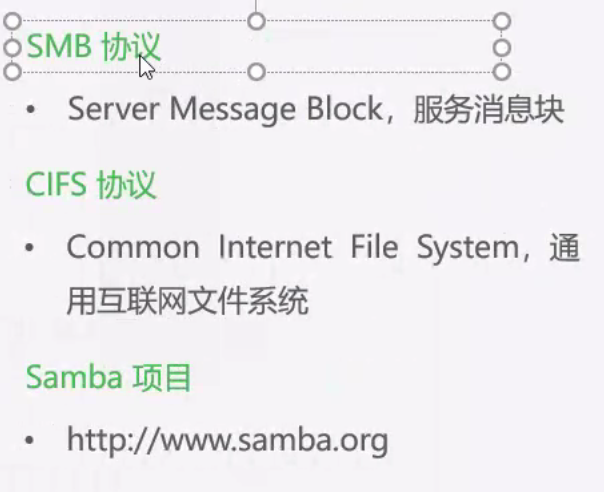 SMB 协议
• Server Message Block，服务消息块
CIFS 协议
• Common Internet File System，通
用互联网文件系统
Samba 项目
• http://www.samba.org